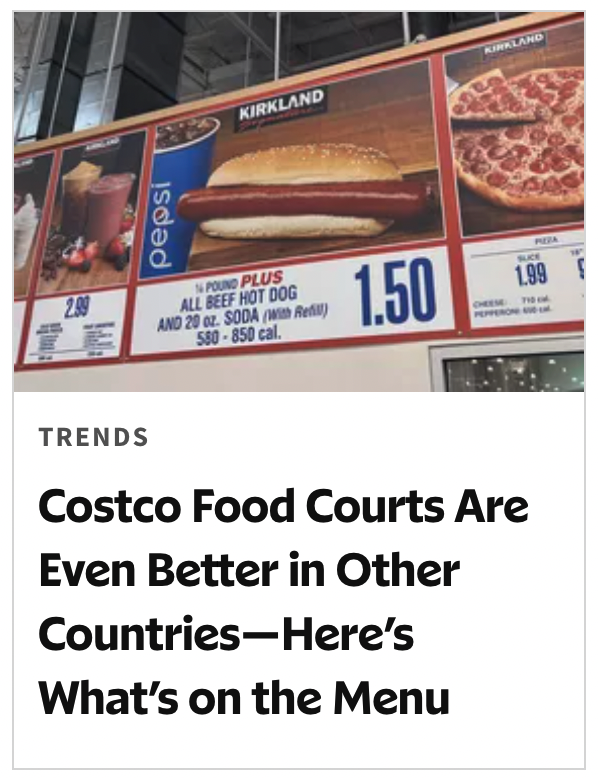 KIRKLAND
KIRKLAND
Signature
pepsi
2.99
¼ POUND PLUS
ALL BEEF HOT DOG
AND 20 oz. SODA (With Refill)
580 - 850 cal.
1.50
KIRKLAND
PIZZA
SLICE
1.99
CHEESE: 710 cal.
PEPPERONI: 650 cal.
TRENDS
Costco Food Courts Are
Even Better in Other
Countries—Here's
What's on the Menu